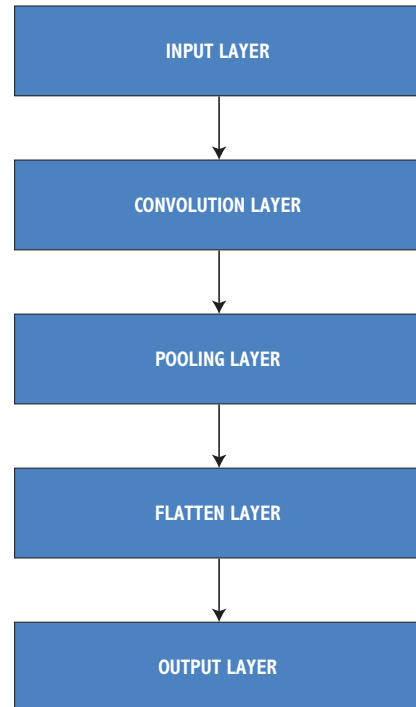 INPUT LAYER
CONVOLUTION LAYER
POOLING LAYER
FLATTEN LAYER
OUTPUT LAYER